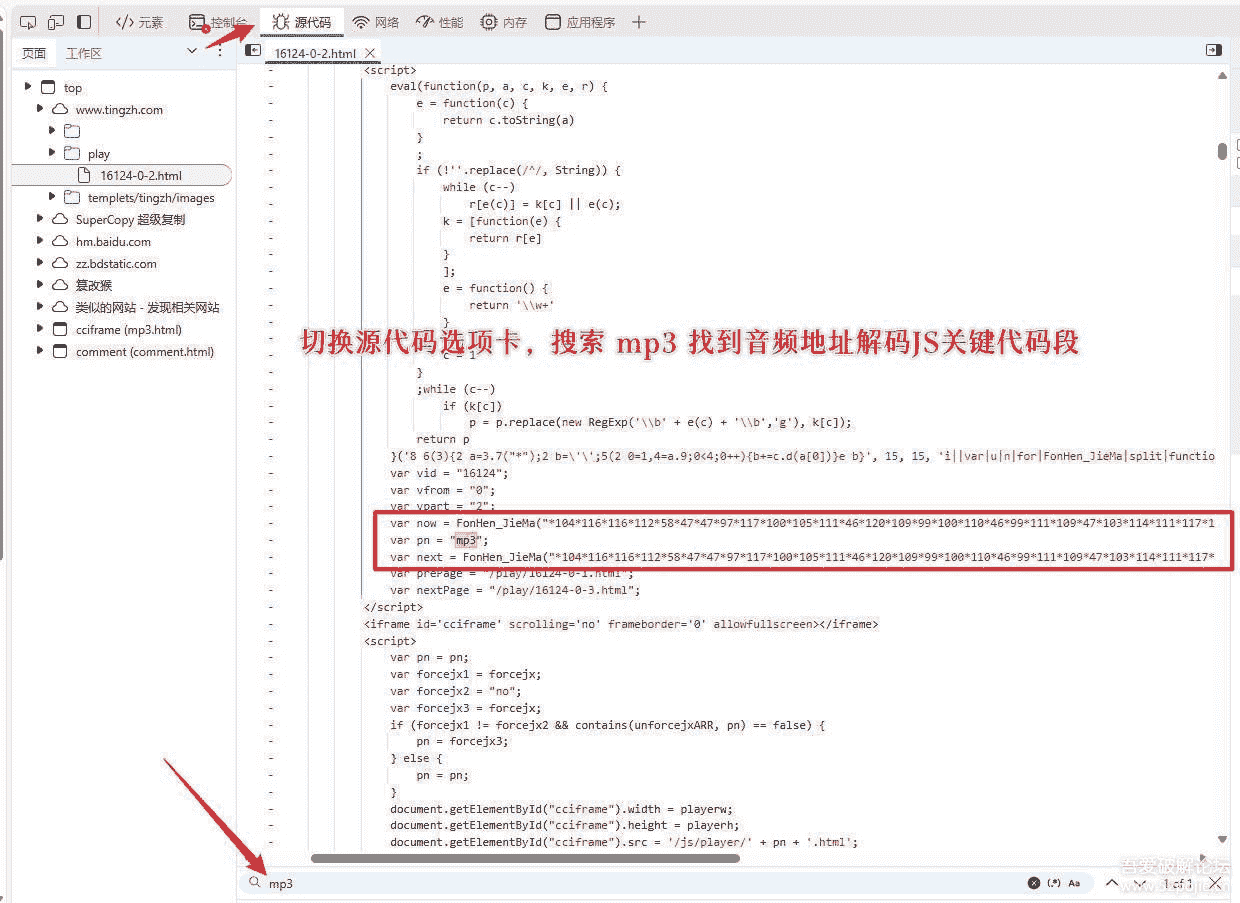 元素 控制台 源代码 网络 性能 内存 应用程序
页面 工作区
16124-0-2.html
top
www.tingzh.com
play
16124-0-2.html
templets/tingzh/images
SuperCopy 超级复制
hm.baidu.com
zz.bdstatic.com
篡改猴
类似的网站 - 发现相关网站
cciframe (mp3.html)
comment (comment.html)
<script>
eval(function(p, a, c, k, e, r) {
e = function(c) {
return c.toString(a)
}
;
if (!''.replace(/^/, String)) {
while (c--)
r[e(c)] = k[c] || e(c);
k = [function(e) {
return r[e]
}
];
e = function() {
return '\\w+'
}
切换源代码选项卡，搜索 mp3 找到音频地址解码JS关键代码段
c = 1
}
;while (c--)
if (k[c])
p = p.replace(new RegExp('\\b' + e(c) + '\\b','g'), k[c]);
return p
}('8 6(3){2 a=3.7("*");2 b=\'\';5(2 0=1,4=a.9;0<4;0++){b+=c.d(a[0])}e b}', 15, 15, 'i||var|u|n|for|FonHen_JieMa|split|functio
var vid = "16124";
var vfrom = "0";
var vpart = "2";
var now = FonHen_JieMa("*104*116*116*112*58*47*47*97*117*100*105*111*46*120*109*99*100*110*46*99*111*109*47*103*114*111*117*1
var pn = "mp3";
var next = FonHen_JieMa("*104*116*116*112*58*47*47*97*117*100*105*111*46*120*109*99*100*110*46*99*111*109*47*103*114*111*117*
var prePage = "/play/16124-0-1.html";
var nextPage = "/play/16124-0-3.html";
</script>
<iframe id='cciframe' scrolling='no' frameborder='0' allowfullscreen></iframe>
<script>
var pn = pn;
var forcejx1 = forcejx;
var forcejx2 = "no";
var forcejx3 = forcejx;
if (forcejx1 != forcejx2 && contains(unforcejxARR, pn) == false) {
pn = forcejx3;
} else {
pn = pn;
}
document.getElementById("cciframe").width = playerw;
document.getElementById("cciframe").height = playerh;
document.getElementById("cciframe").src = '/js/player/' + pn + '.html';
mp3
(.*) Aa
1 of 1
吾爱破解论坛
www.52pojie.cn